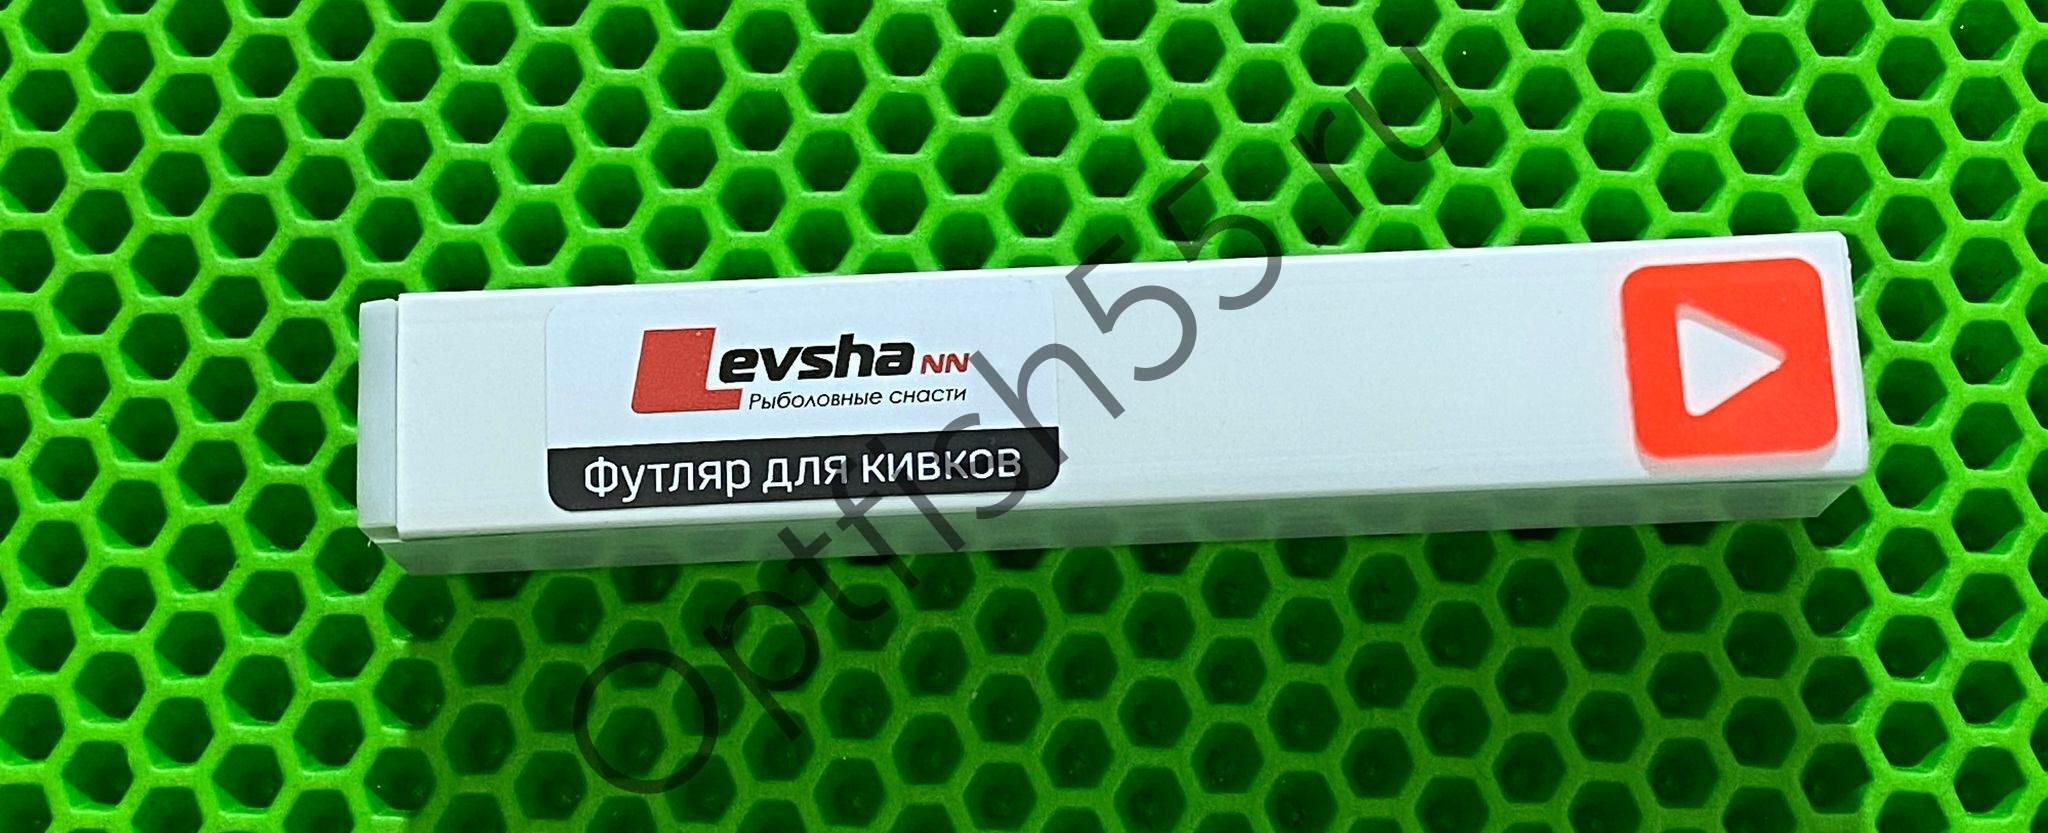 Levsha NN
Рыболовные снасти
Футляр для кивков
Optfish55.ru